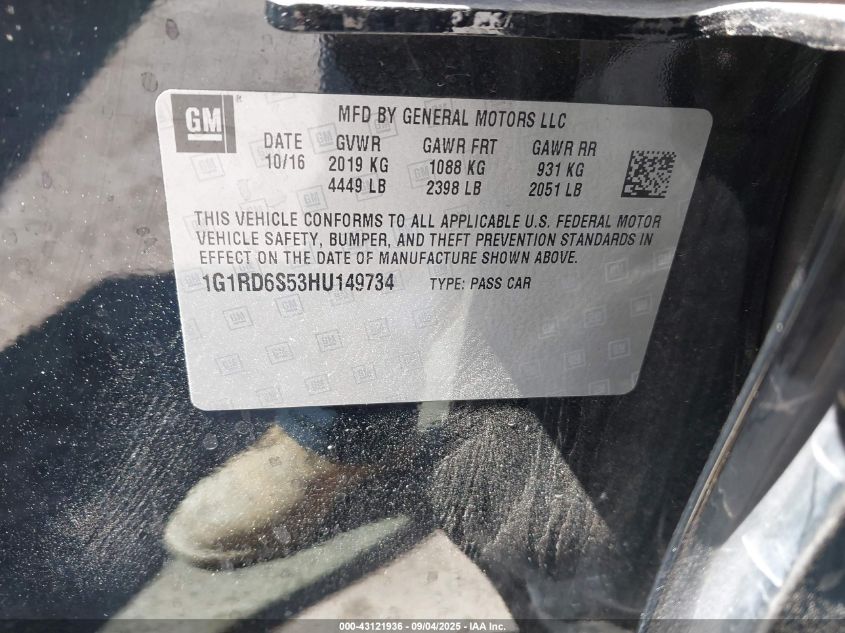 GM
MFD BY GENERAL MOTORS LLC
DATE GVWR GAWR FRT GAWR RR
10/16 2019 KG 1088 KG 931 KG
4449 LB 2398 LB 2051 LB
THIS VEHICLE CONFORMS TO ALL APPLICABLE U.S. FEDERAL MOTOR
VEHICLE SAFETY, BUMPER, AND THEFT PREVENTION STANDARDS IN
EFFECT ON THE DATE OF MANUFACTURE SHOWN ABOVE.
1G1RD6S53HU149734 TYPE: PASS CAR
000-43121936 - 09/04/2025 - IAA Inc.